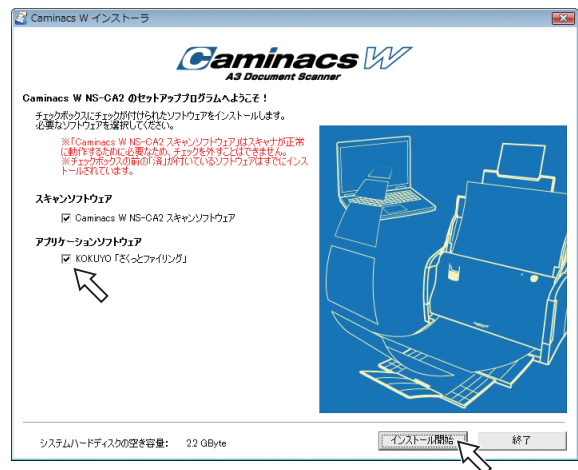 Caminacs W インストーラ
Caminacs W
A3 Document Scanner
Caminacs W NS-CA2 のセットアッププログラムへようこそ！
チェックボックスにチェックが付けられたソフトウェアをインストールします。
必要なソフトウェアを選択してください。
※「Caminacs W NS-CA2 スキャンソフトウェア」はスキャナが正常
に動作するために必要なため、チェックを外すことはできません。
※チェックボックスの前の「済」が付いているソフトウェアはすでにインス
トールされています。
スキャンソフトウェア
Caminacs W NS-CA2 スキャンソフトウェア
アプリケーションソフトウェア
KOKUYO 「さくっとファイリング」
システムハードディスクの空き容量： 22 GByte
インストール開始
終了